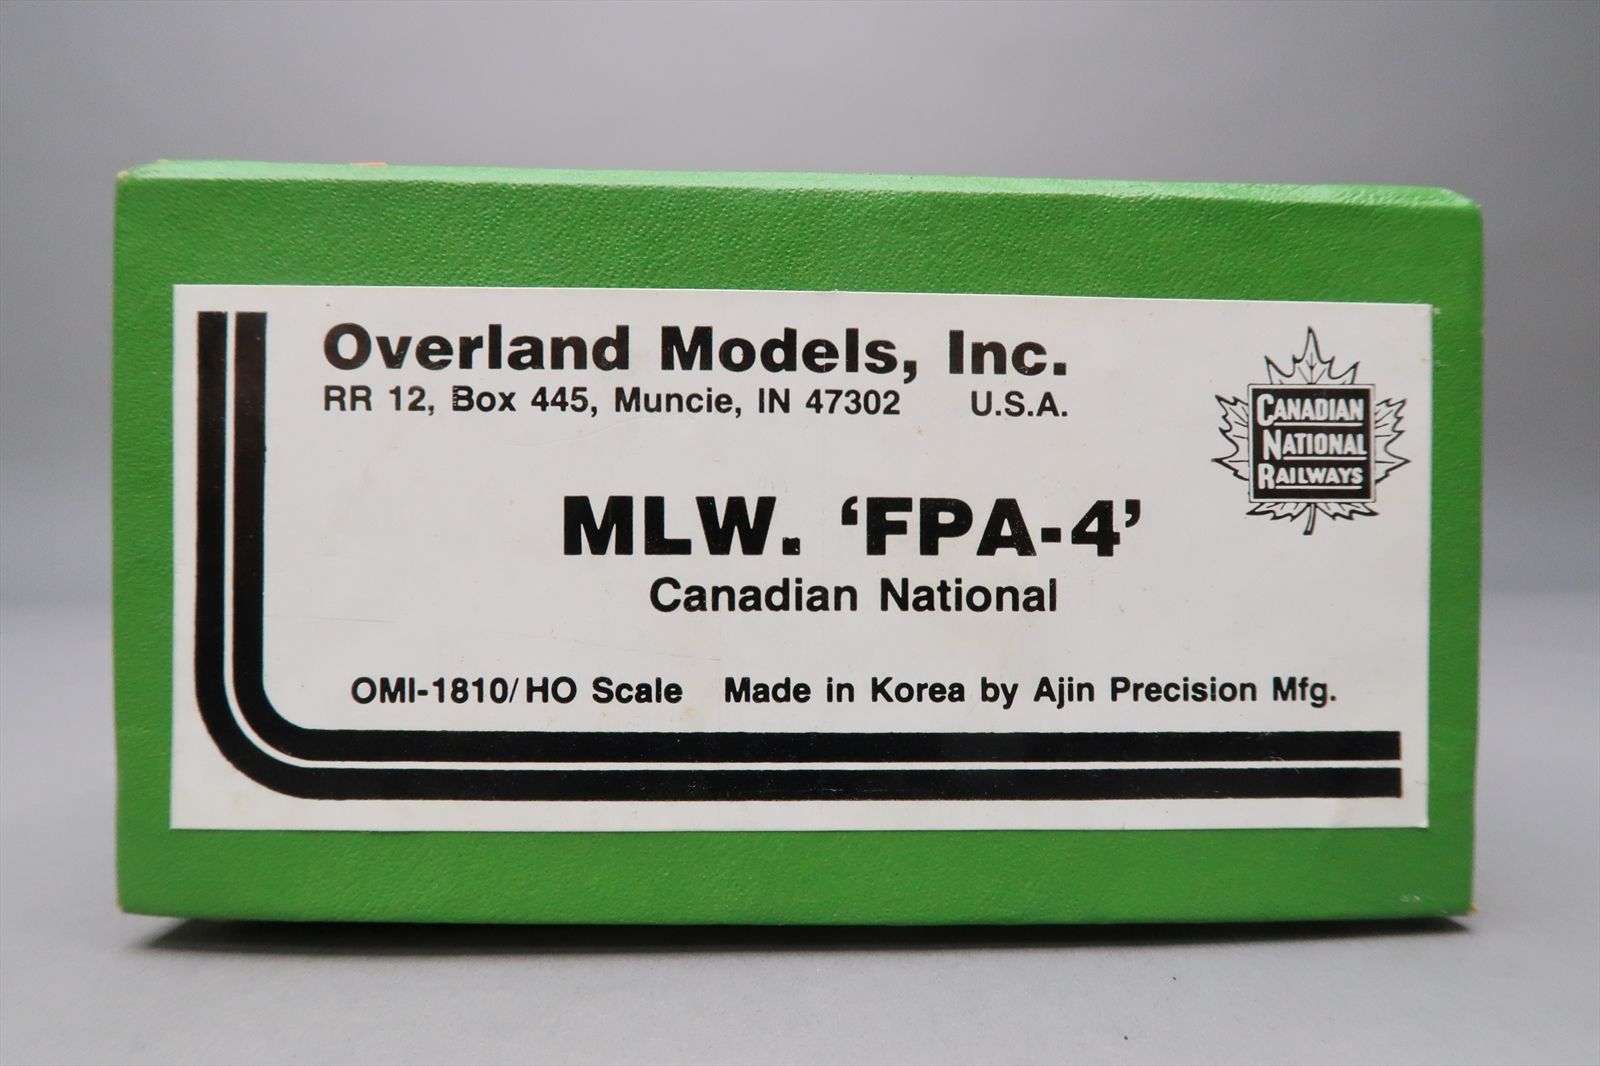 Overland Models, Inc.
RR 12, Box 445, Muncie, IN 47302 U.S.A.
CANADIAN
NATIONAL
RAILWAYS
MLW. ‘FPA-4’
Canadian National
OMI-1810/ HO Scale Made in Korea by Ajin Precision Mfg.